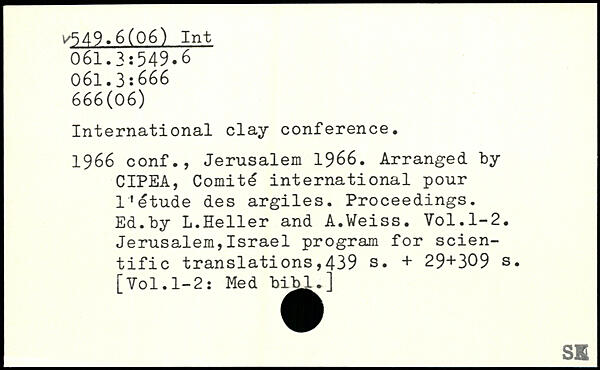 549.6(06) Int
061.3:549.6
061.3:666
666(06)
International clay conference.
1966 conf., Jerusalem 1966. Arranged by
CIPEA, Comité international pour
l'étude des argiles. Proceedings.
Ed.by L.Heller and A.Weiss. Vol.1-2.
Jerusalem,Israel program for scien-
tific translations,439 s. + 29+309 s.
[Vol.1-2: Med bibl.]